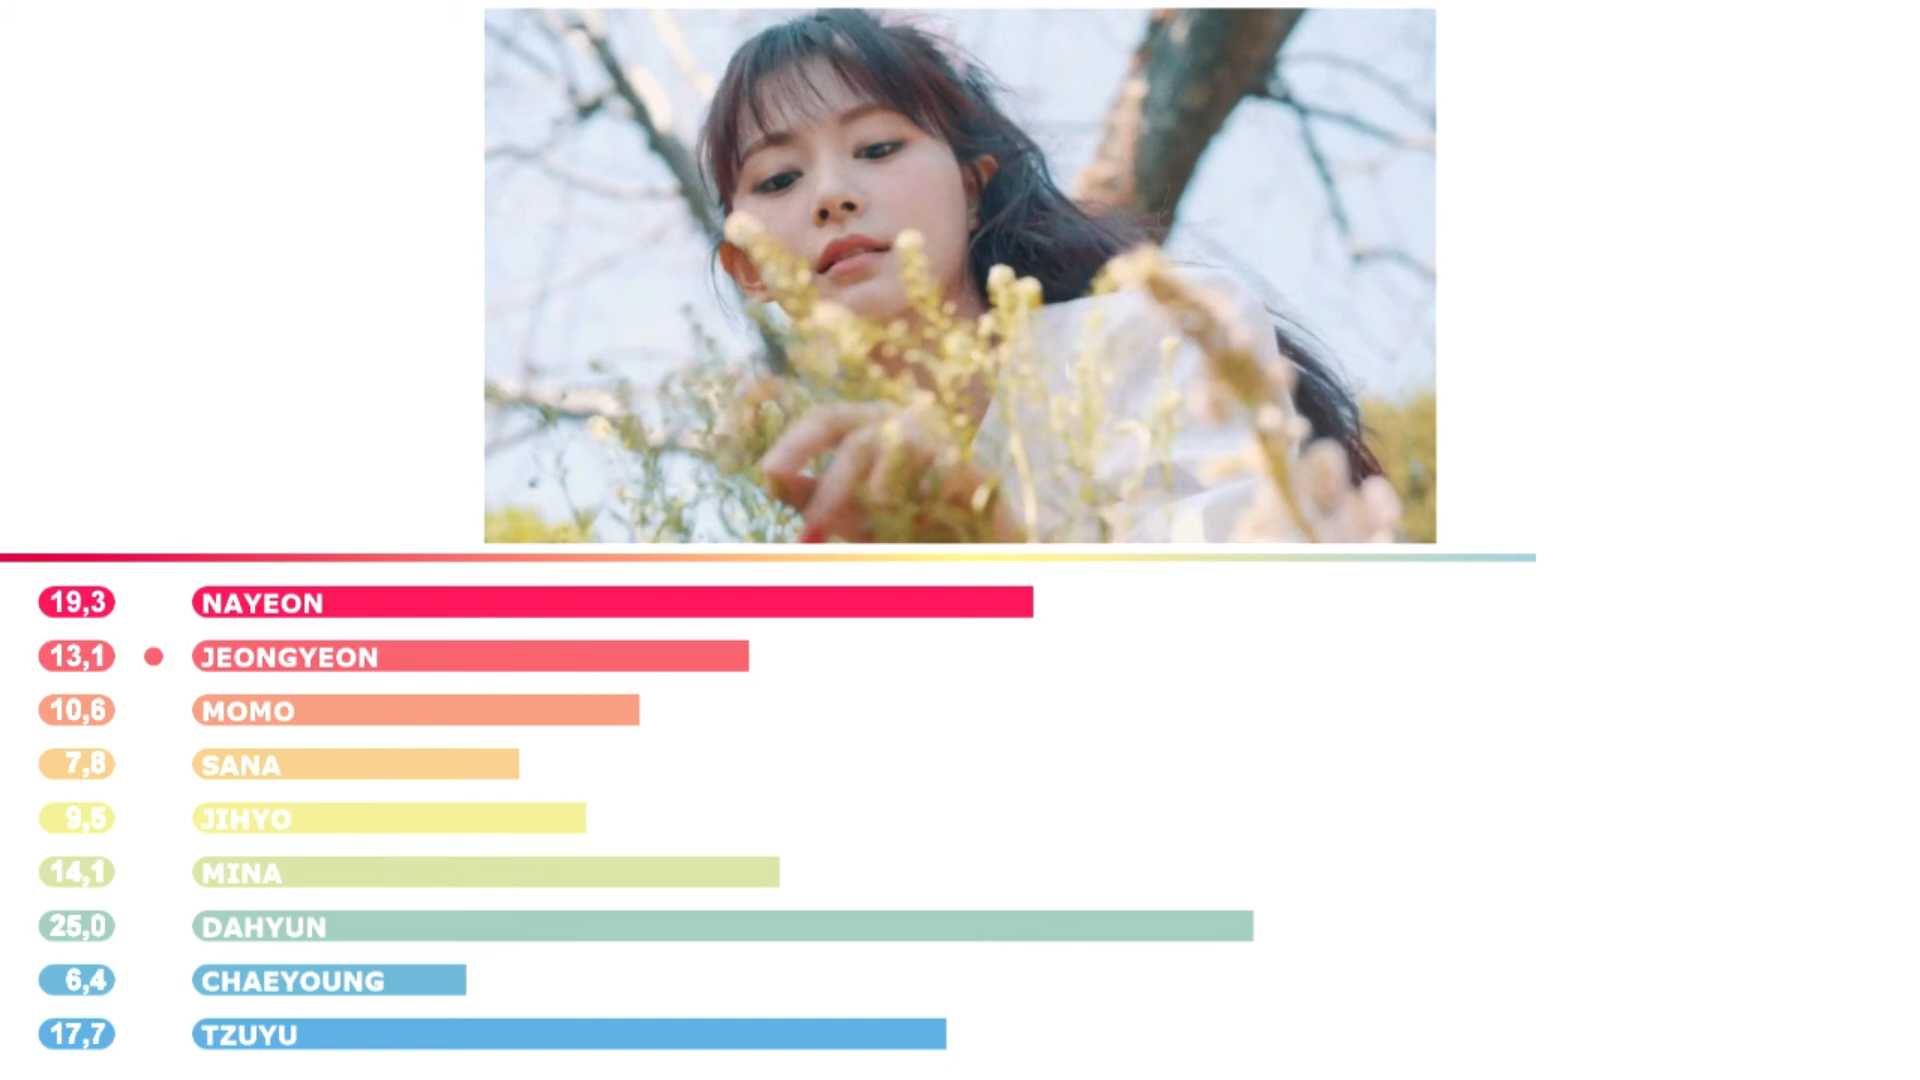 19,3 NAYEON
13,1 JEONGYEON
10,6 MOMO
7,8 SANA
9,5 JIHYO
14,1 MINA
25,0 DAHYUN
6,4 CHAEYOUNG
17,7 TZUYU